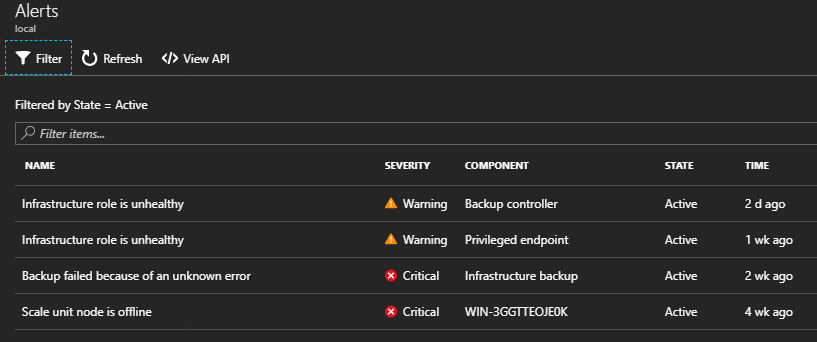 Alerts
local
Filter Refresh </> View API
Filtered by State = Active
Filter items...
NAME SEVERITY COMPONENT STATE TIME
Infrastructure role is unhealthy Warning Backup controller Active 2 d ago
Infrastructure role is unhealthy Warning Privileged endpoint Active 1 wk ago
Backup failed because of an unknown error Critical Infrastructure backup Active 2 wk ago
Scale unit node is offline Critical WIN-3GGTTEOJE0K Active 4 wk ago